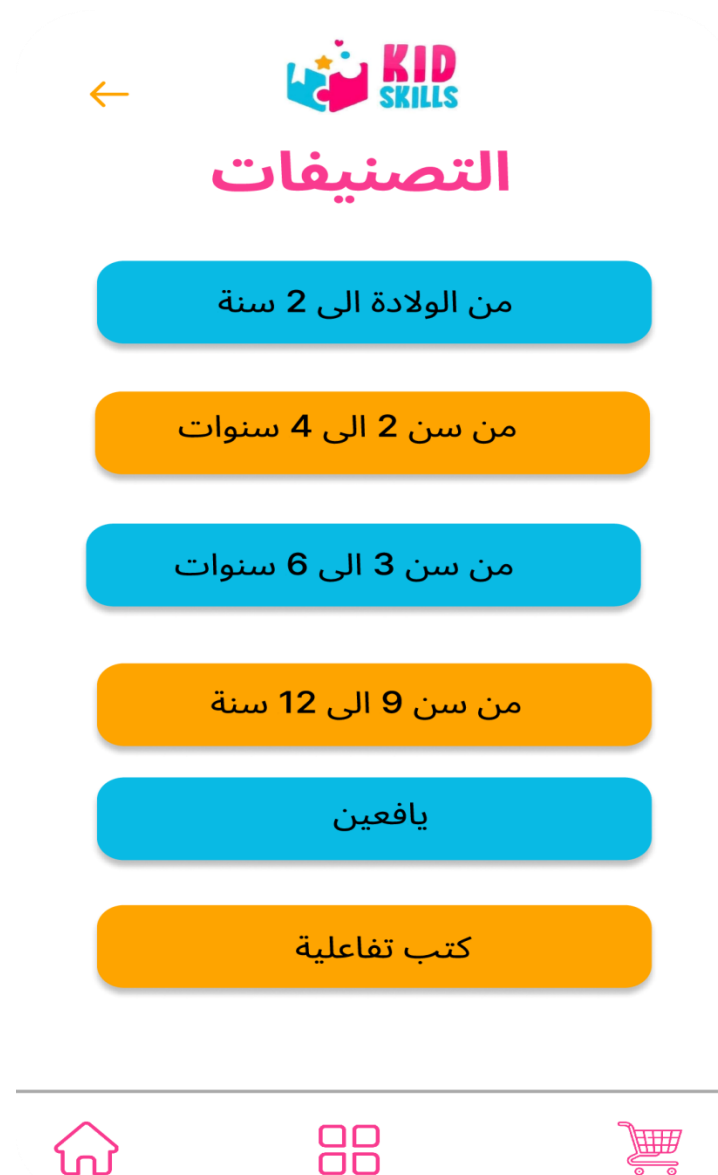 KID
SKILLS
التصنيفات
من الولادة الى 2 سنة
من سن 2 الى 4 سنوات
من سن 3 الى 6 سنوات
من سن 9 الى 12 سنة
يافعين
كتب تفاعلية